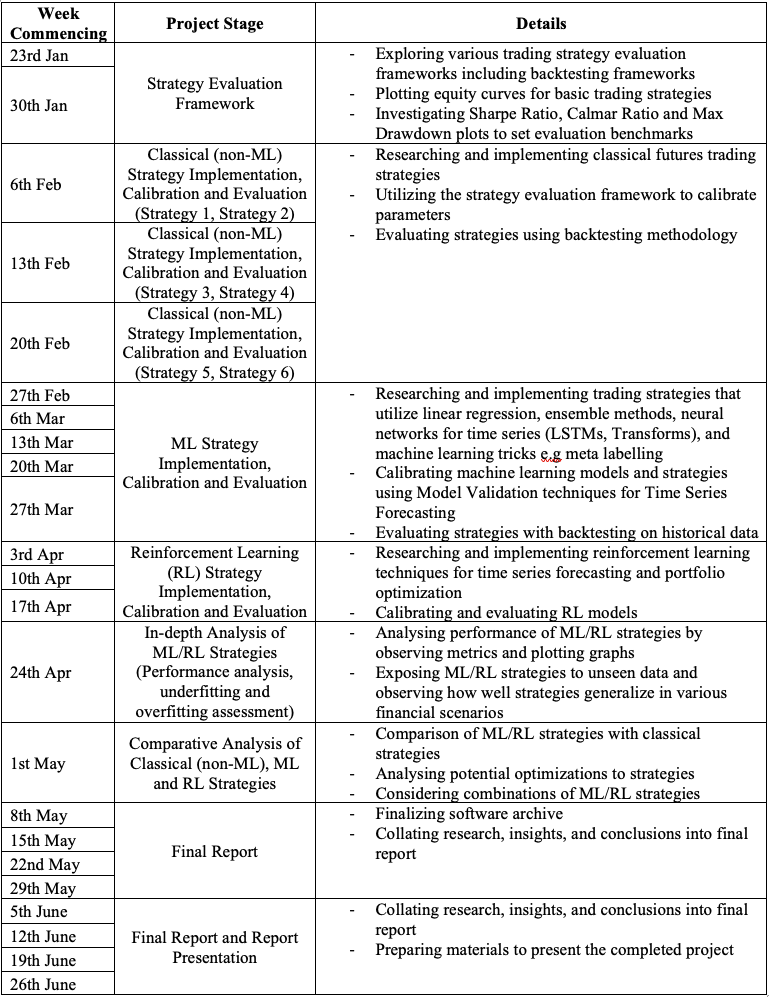 Week
Commencing
Project Stage
Details
23rd Jan
30th Jan
Strategy Evaluation
Framework
- Exploring various trading strategy evaluation
frameworks including backtesting frameworks
- Plotting equity curves for basic trading strategies
- Investigating Sharpe Ratio, Calmar Ratio and Max
Drawdown plots to set evaluation benchmarks
6th Feb
Classical (non-ML)
Strategy Implementation,
Calibration and Evaluation
(Strategy 1, Strategy 2)
- Researching and implementing classical futures trading
strategies
- Utilizing the strategy evaluation framework to calibrate
parameters
- Evaluating strategies using backtesting methodology
13th Feb
Classical (non-ML)
Strategy Implementation,
Calibration and Evaluation
(Strategy 3, Strategy 4)
20th Feb
Classical (non-ML)
Strategy Implementation,
Calibration and Evaluation
(Strategy 5, Strategy 6)
27th Feb
6th Mar
13th Mar
20th Mar
27th Mar
ML Strategy
Implementation,
Calibration and Evaluation
- Researching and implementing trading strategies that
utilize linear regression, ensemble methods, neural
networks for time series (LSTMs, Transforms), and
machine learning tricks e.g meta labelling
- Calibrating machine learning models and strategies
using Model Validation techniques for Time Series
Forecasting
- Evaluating strategies with backtesting on historical data
3rd Apr
10th Apr
17th Apr
Reinforcement Learning
(RL) Strategy
Implementation,
Calibration and Evaluation
- Researching and implementing reinforcement learning
techniques for time series forecasting and portfolio
optimization
- Calibrating and evaluating RL models
24th Apr
In-depth Analysis of
ML/RL Strategies
(Performance analysis,
underfitting and
overfitting assessment)
- Analysing performance of ML/RL strategies by
observing metrics and plotting graphs
- Exposing ML/RL strategies to unseen data and
observing how well strategies generalize in various
financial scenarios
1st May
Comparative Analysis of
Classical (non-ML), ML
and RL Strategies
- Comparison of ML/RL strategies with classical
strategies
- Analysing potential optimizations to strategies
- Considering combinations of ML/RL strategies
8th May
15th May
22nd May
29th May
Final Report
- Finalizing software archive
- Collating research, insights, and conclusions into final
report
5th June
12th June
19th June
26th June
Final Report and Report
Presentation
- Collating research, insights, and conclusions into final
report
- Preparing materials to present the completed project